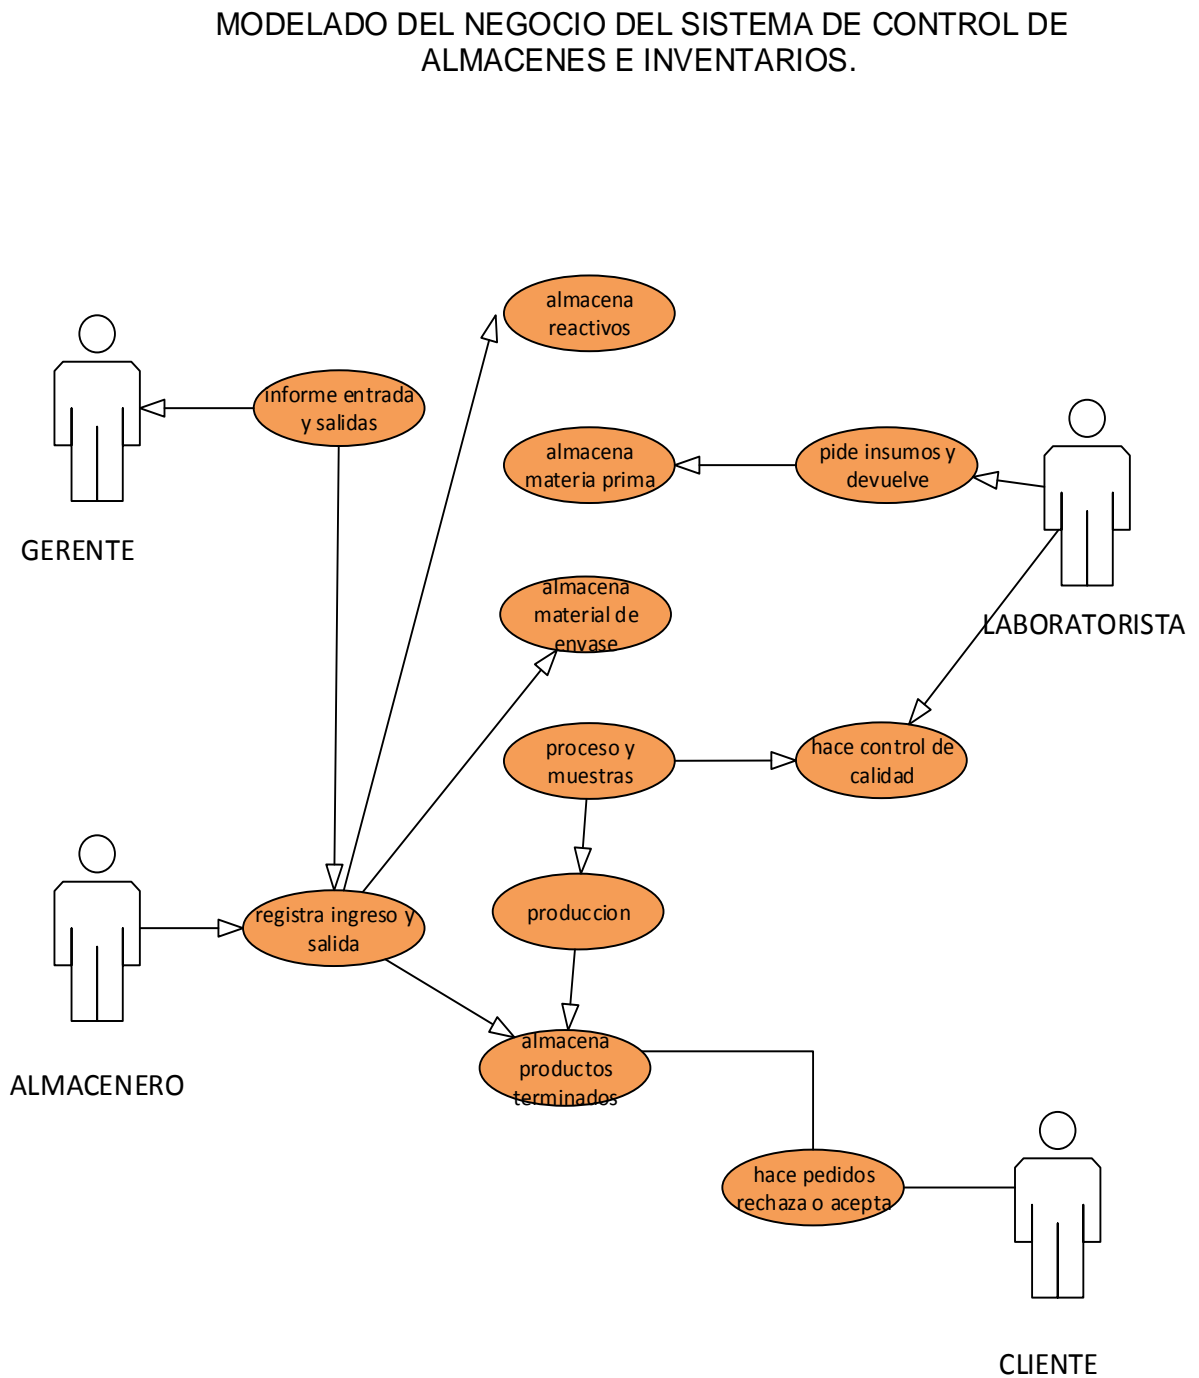 MODELADO DEL NEGOCIO DEL SISTEMA DE CONTROL DE
ALMACENES E INVENTARIOS.
almacena
reactivos
informe entrada
y salidas
GERENTE
almacena
materia prima
pide insumos y
devuelve
LABORATORISTA
almacena
material de
envase
proceso y
muestras
hace control de
calidad
registra ingreso y
salida
ALMACENERO
produccion
almacena
productos
terminados
hace pedidos
rechaza o acepta
CLIENTE